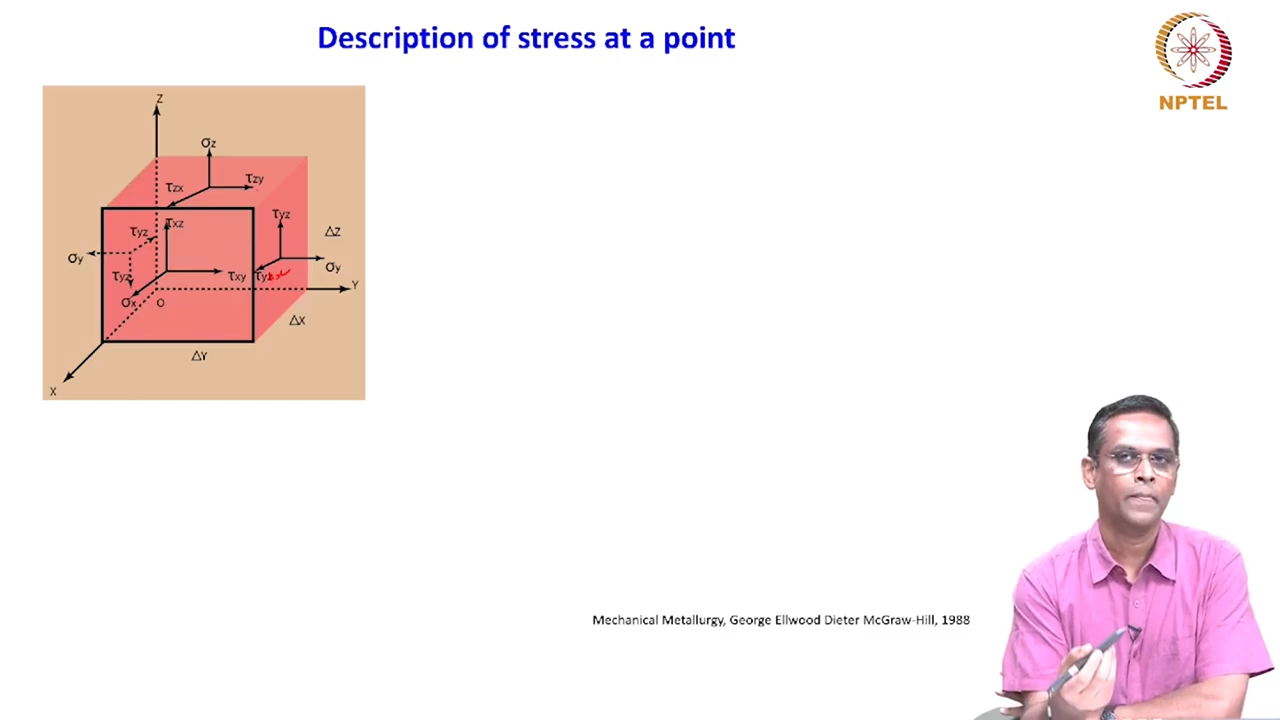 Description of stress at a point
NPTEL
Z
σz
τzx
τzy
τyz
τxz
τyz
ΔZ
σy
σy
τyz
τxy
τyx
σx
O
Y
ΔX
ΔY
X
Mechanical Metallurgy, George Ellwood Dieter McGraw-Hill, 1988